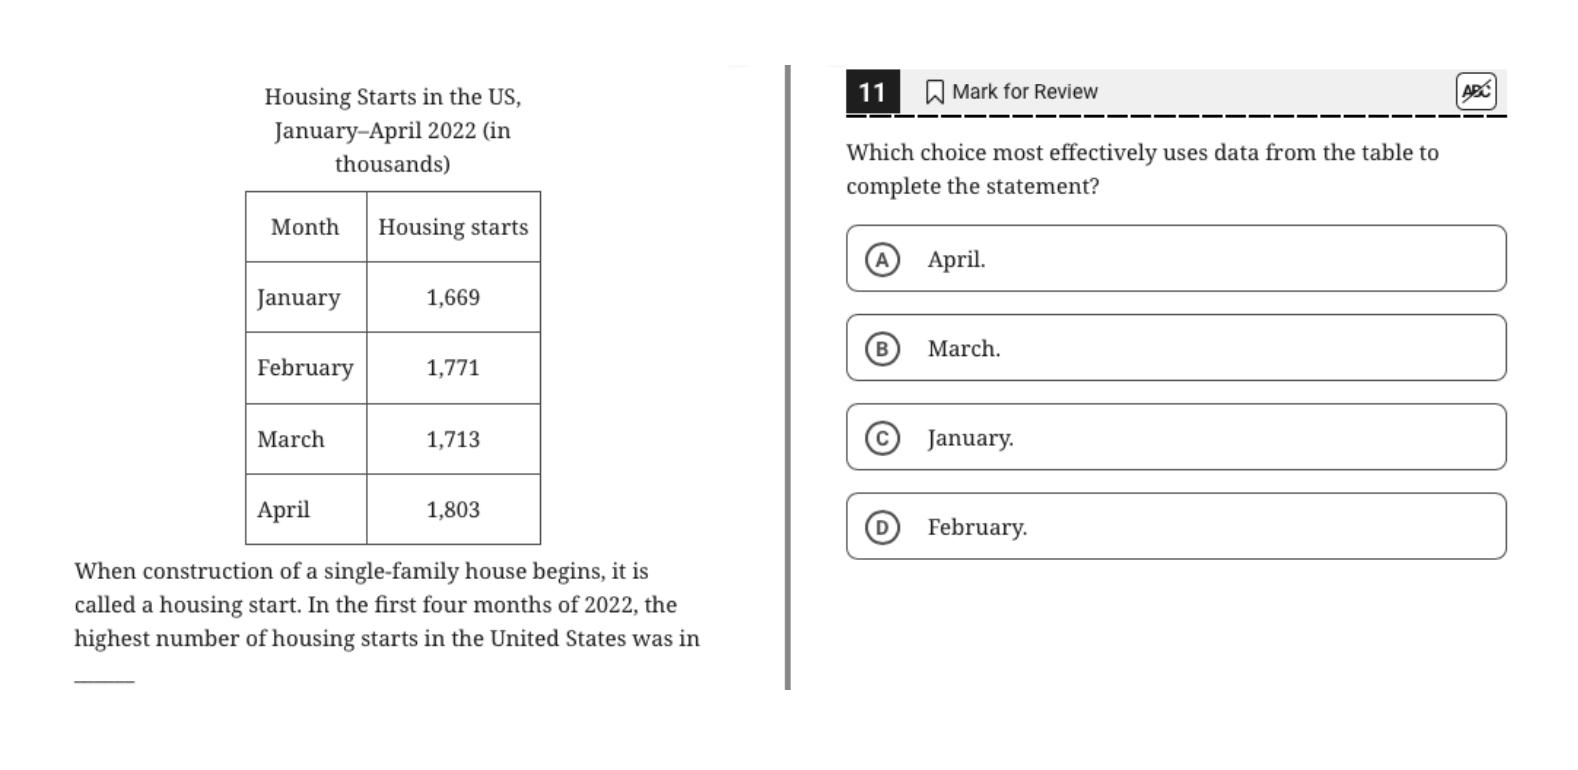 Housing Starts in the US,
January–April 2022 (in
thousands)
Month Housing starts
January 1,669
February 1,771
March 1,713
April 1,803
When construction of a single-family house begins, it is
called a housing start. In the first four months of 2022, the
highest number of housing starts in the United States was in
______
11 Mark for Review ABC
Which choice most effectively uses data from the table to
complete the statement?
A April.
B March.
C January.
D February.